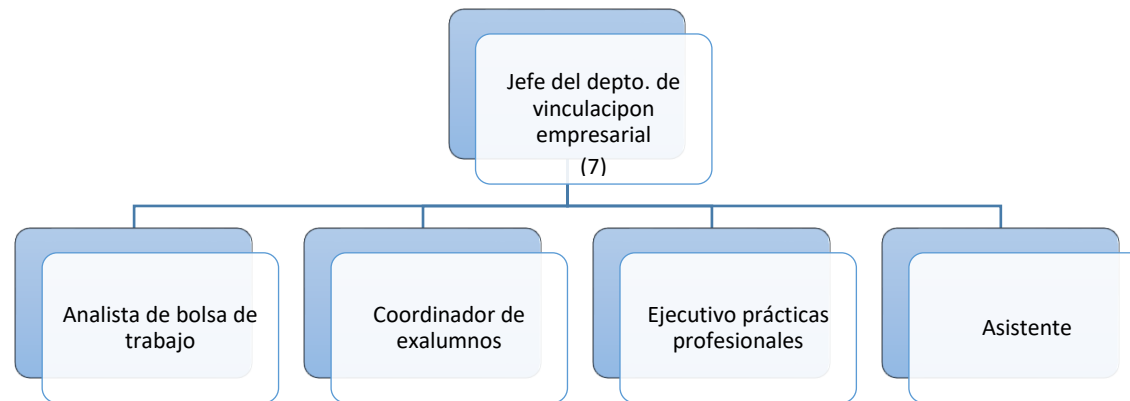 Jefe del depto. de
vinculacipon
empresarial
(7)
Analista de bolsa de
trabajo
Coordinador de
exalumnos
Ejecutivo prácticas
profesionales
Asistente